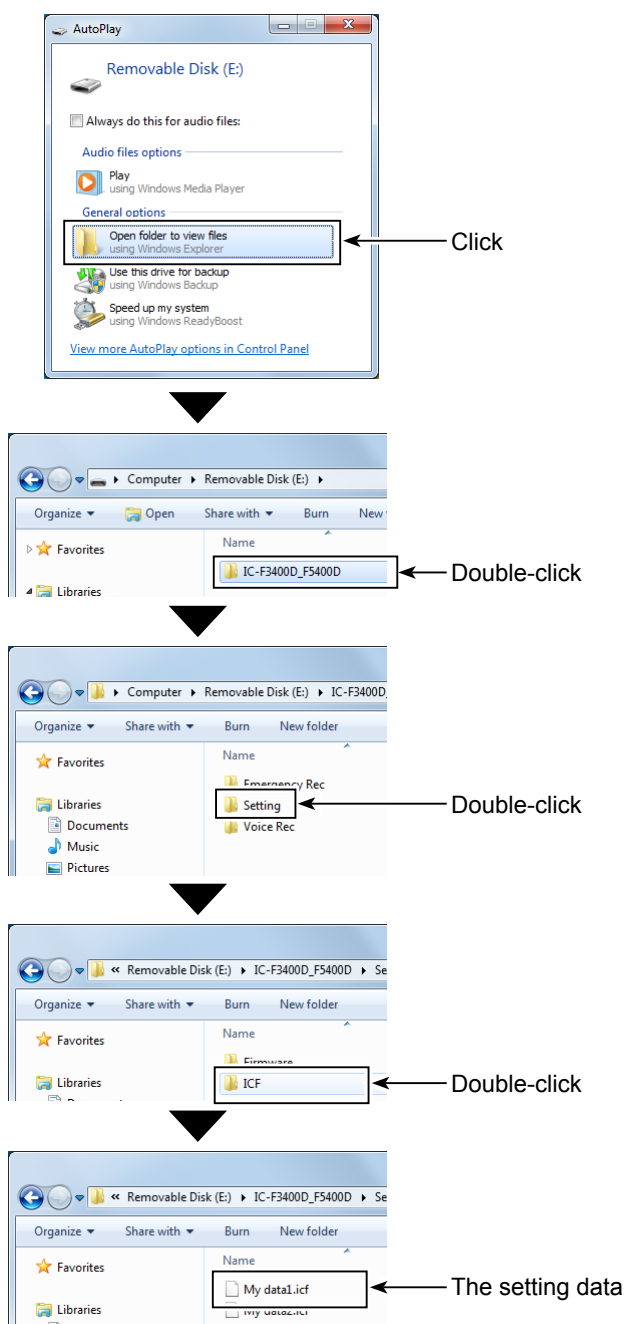 AutoPlay
Removable Disk (E:)
Always do this for audio files:
Audio files options
Play
using Windows Media Player
General options
Open folder to view files
using Windows Explorer
Click
Use this drive for backup
using Windows Backup
Speed up my system
using Windows ReadyBoost
View more AutoPlay options in Control Panel
Computer Removable Disk (E:)
Organize Open Share with Burn New
Favorites Name
IC-F3400D_F5400D Double-click
Libraries
Computer Removable Disk (E:) IC-F3400D_
Organize Share with Burn New folder
Favorites Name
Emergency Rec
Libraries Setting Double-click
Documents Voice Rec
Music
Pictures
« Removable Disk (E:) IC-F3400D_F5400D Se
Organize Share with Burn New folder
Favorites Name
Firmware
Libraries ICF Double-click
« Removable Disk (E:) IC-F3400D_F5400D Se
Organize Share with Burn New folder
Favorites Name
My data1.icf The setting data
Libraries My data2.icf